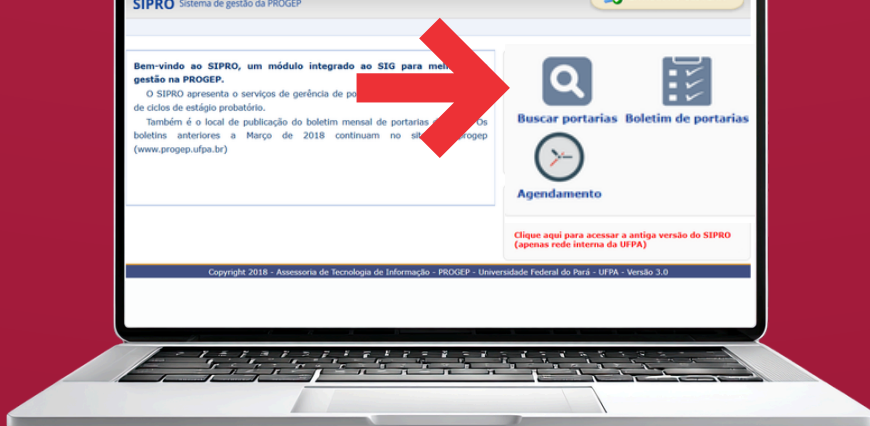 SIPRO Sistema de gestão da PROGEP
Bem-vindo ao SIPRO, um módulo integrado ao SIG para
gestão na PROGEP.
O SIPRO apresenta o serviços de gerência de
de ciclos de estágio probatório.
Também é o local de publicação do boletim mensal de portarias Os
boletins anteriores a Março de 2018 continuam no
(www.progep.ufpa.br)
Buscar portarias
Boletim de portarias
Agendamento
Clique aqui para acessar a antiga versão do SIPRO
(apenas rede interna da UFPA)
Copyright 2018 - Assessoria de Tecnologia de Informação - PROGEP - Universidade Federal do Pará - UFPA - Versão 3.0